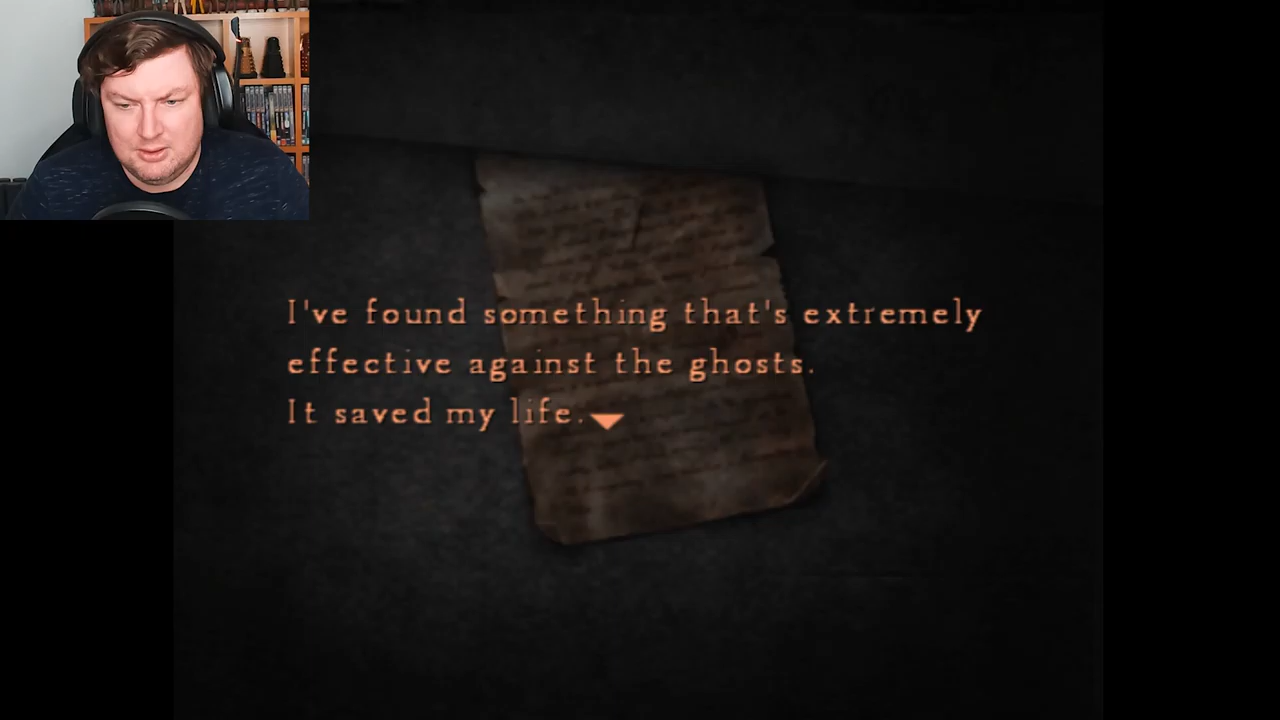 I've found something that's extremely
effective against the ghosts.
It saved my life.